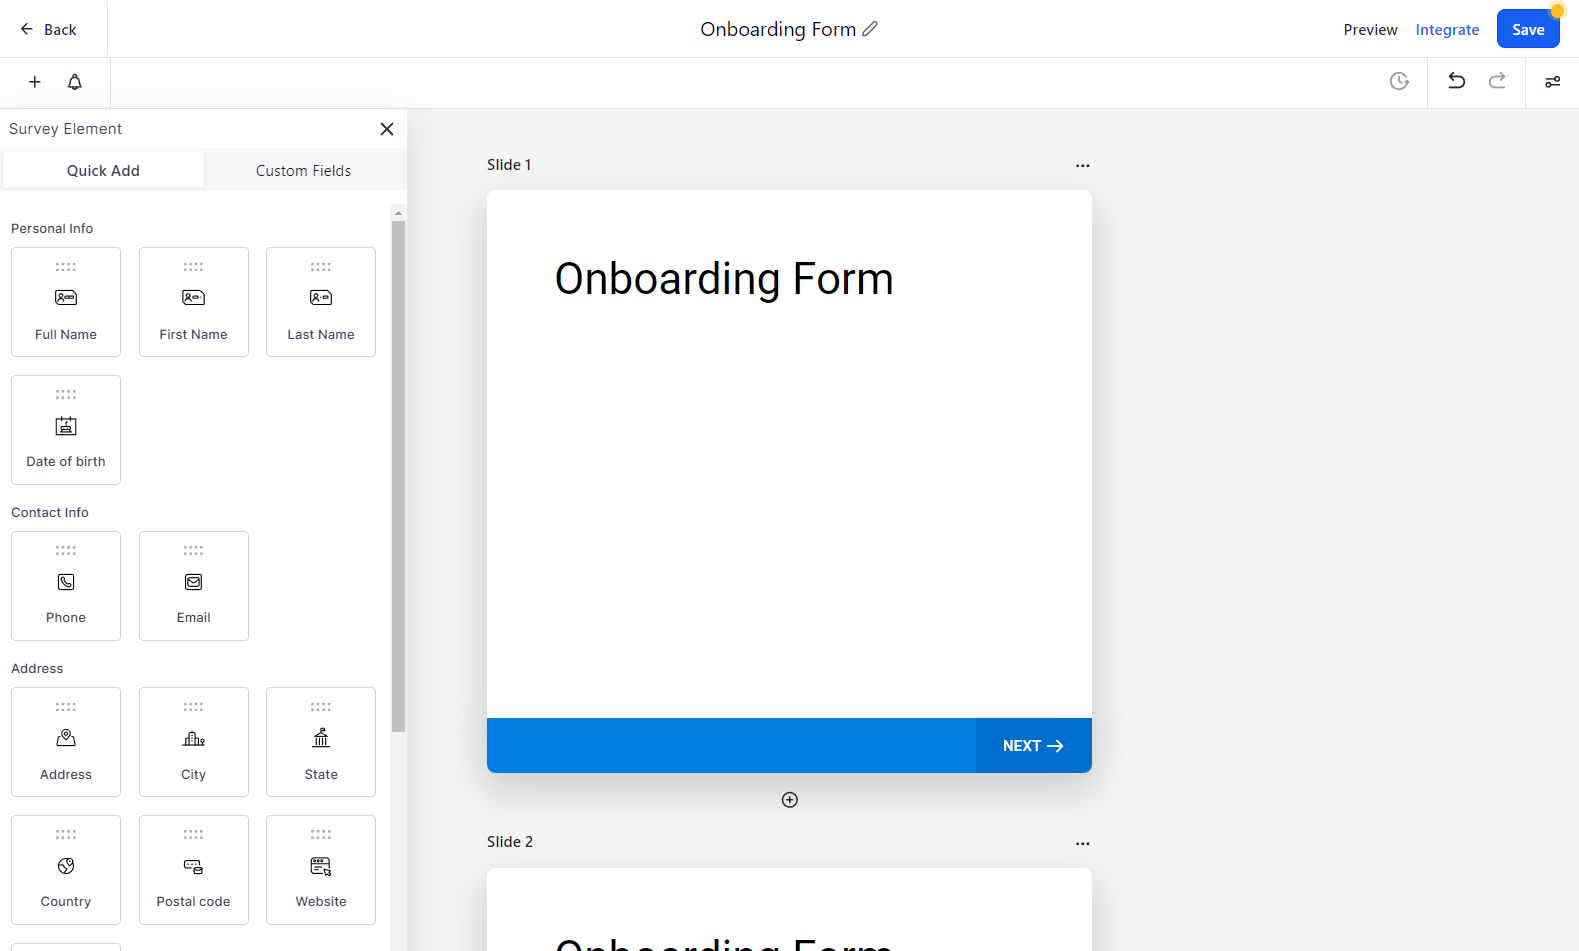 Back
Onboarding Form
Preview
Integrate
Save
Survey Element
Quick Add
Custom Fields
Personal Info
Full Name
First Name
Last Name
Date of birth
Contact Info
Phone
Email
Address
Address
City
State
Country
Postal code
Website
Slide 1
Onboarding Form
NEXT
Slide 2
Onboarding Form